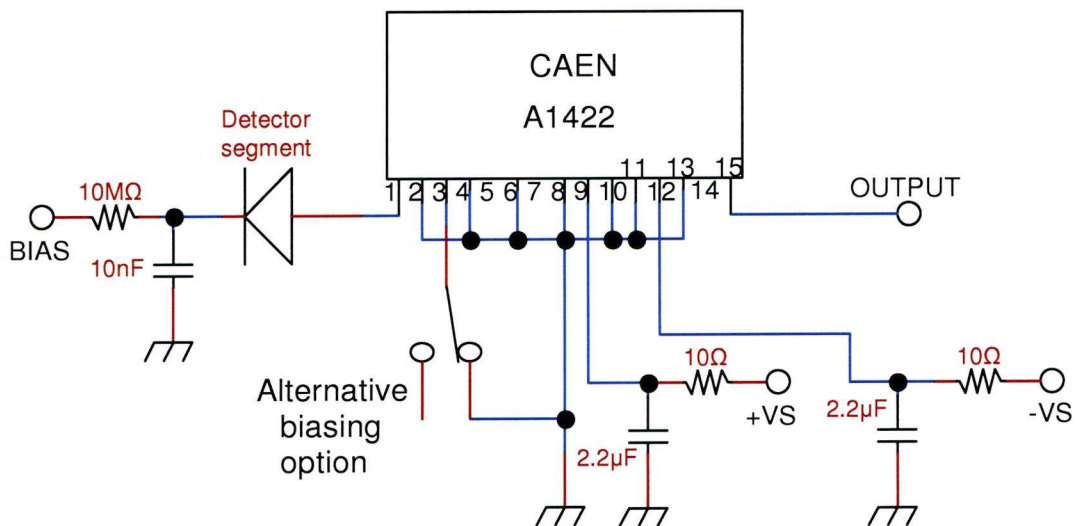 CAEN
A1422
11 13 15
1 2 3 4 5 6 7 8 9 10 12 14
Detector
segment
10MΩ
BIAS
10nF
OUTPUT
Alternative
biasing
option
10Ω
+VS
2.2µF
10Ω
-VS
2.2µF